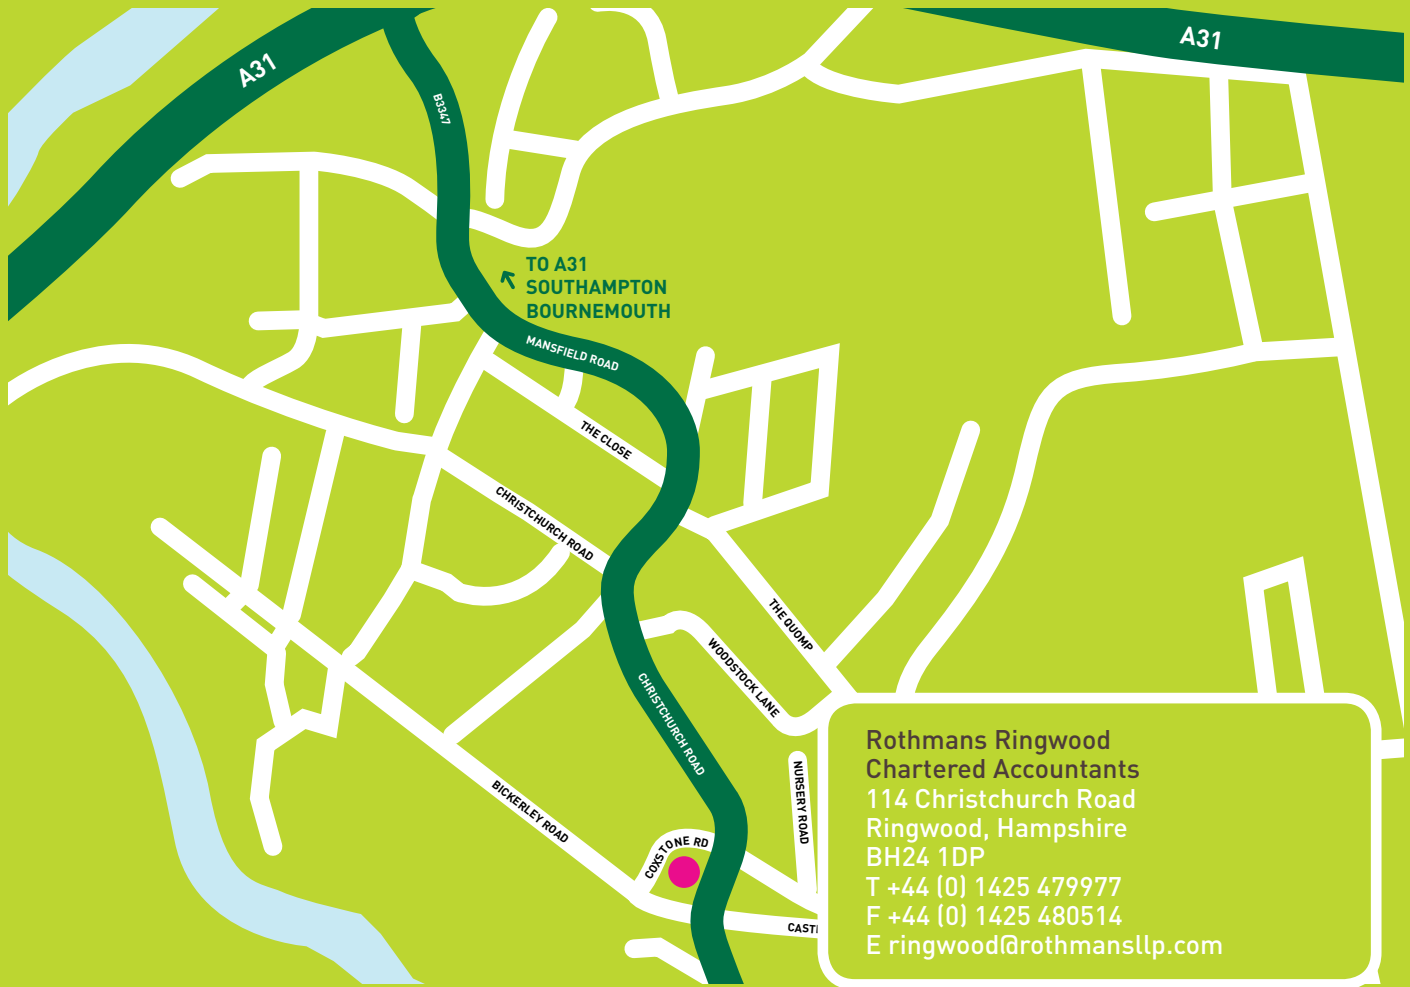 A31
A31
B3347
TO A31
SOUTHAMPTON
BOURNEMOUTH
MANSFIELD ROAD
THE CLOSE
CHRISTCHURCH ROAD
THE QUOMP
WOODSTOCK LANE
CHRISTCHURCH ROAD
NURSERY ROAD
BICKERLEY ROAD
COXSTONE RD
CASTL
Rothmans Ringwood
Chartered Accountants
114 Christchurch Road
Ringwood, Hampshire
BH24 1DP
T +44 (0) 1425 479977
F +44 (0) 1425 480514
E ringwood@rothmansllp.com